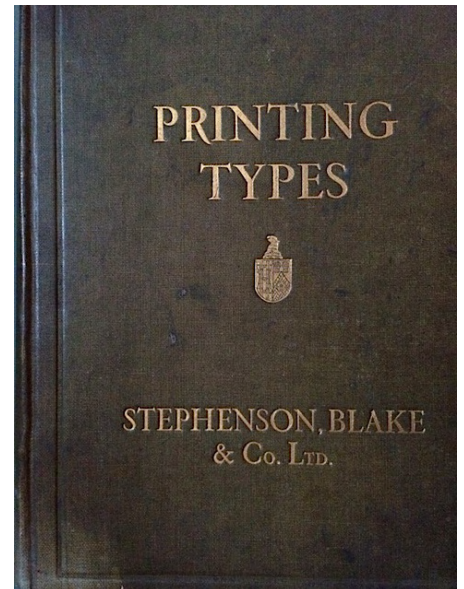 PRINTING
TYPES
STEPHENSON, BLAKE
& Co. LTD.